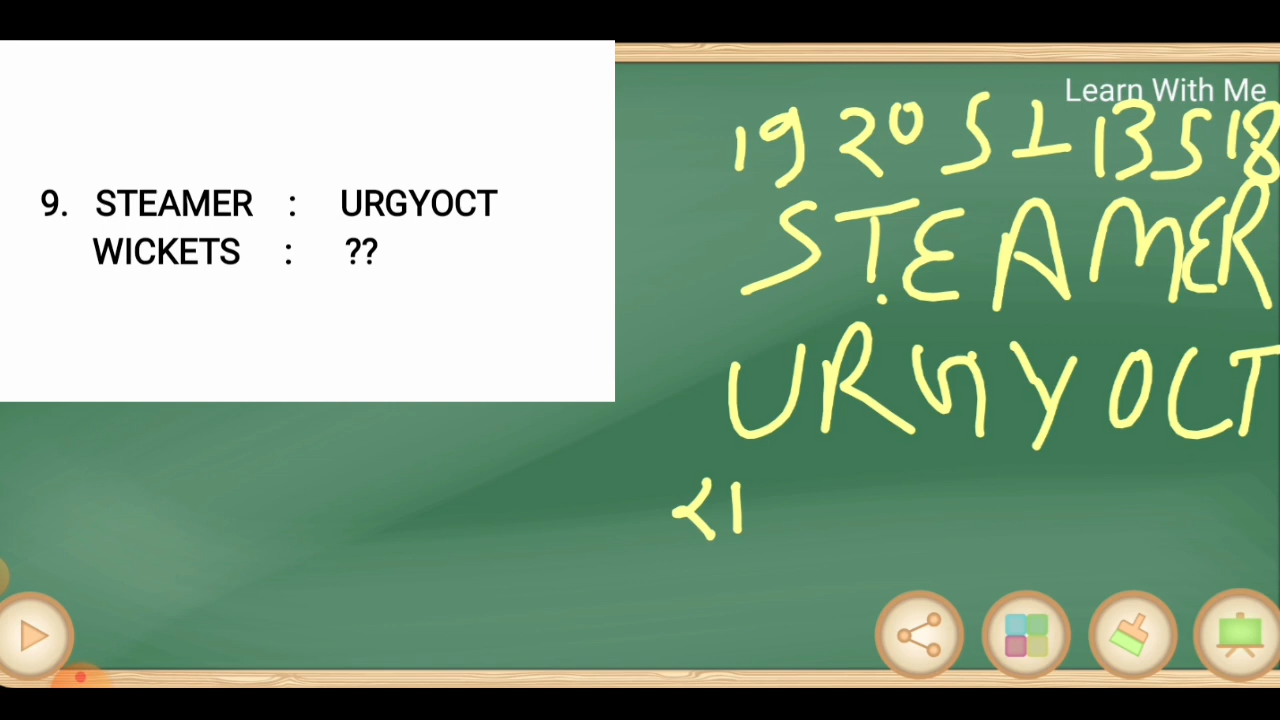 Learn With Me
9. STEAMER : URGYOCT
WICKETS : ??
19 20 5 1 13 5 18
STEAMER
URGYOCT